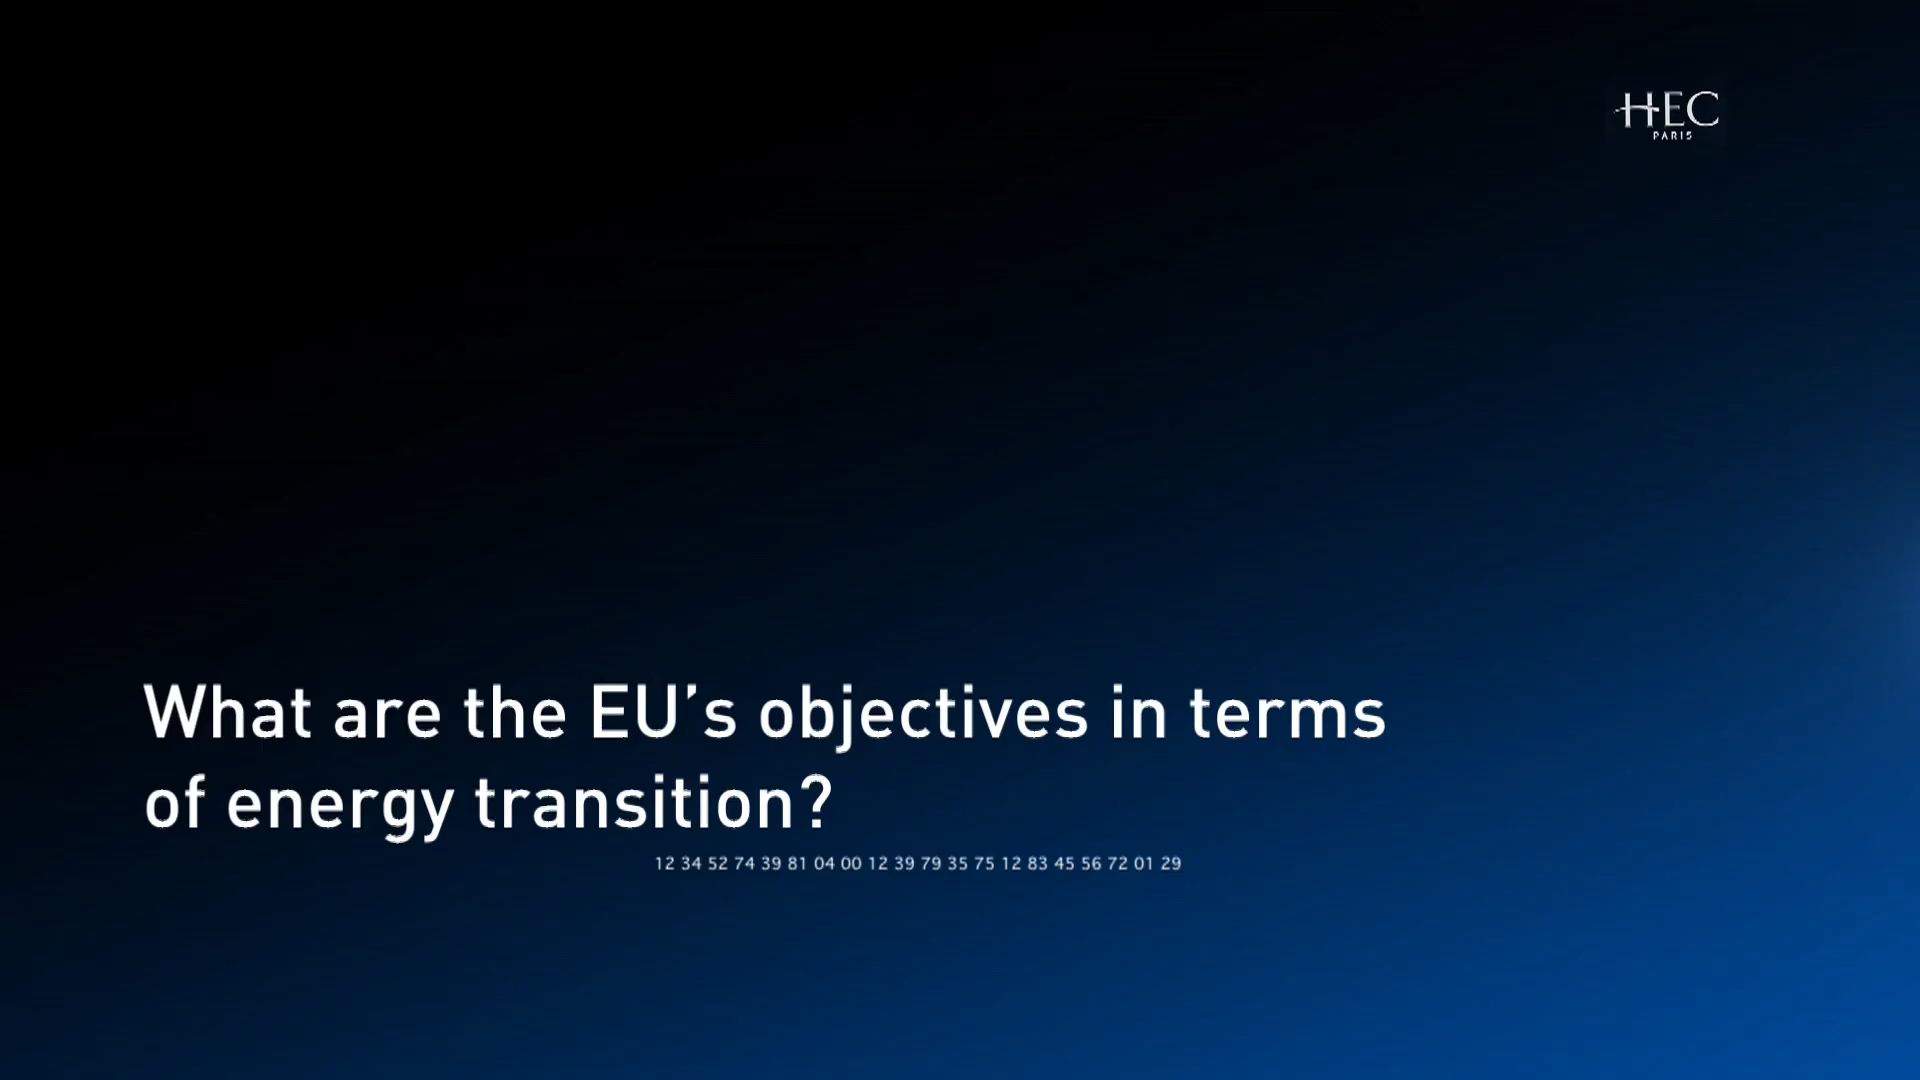 HEC
PARIS
What are the EU’s objectives in terms
of energy transition?
12 34 52 74 39 81 04 00 12 39 79 35 75 12 83 45 56 72 01 29